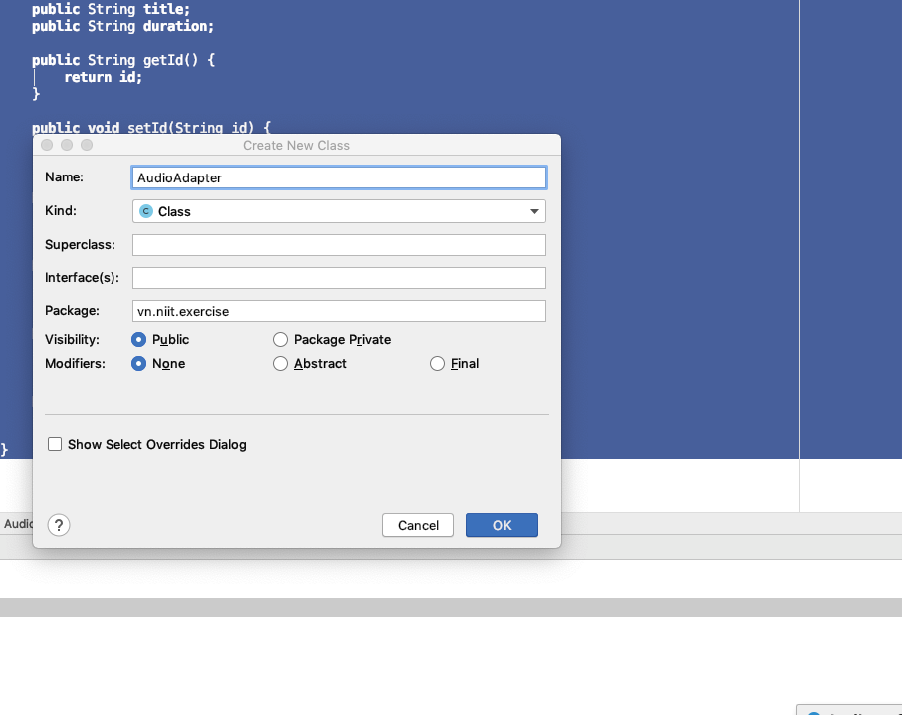 public String title;
public String duration;
public String getId() {
return id;
}
public void setId(String id) {
Create New Class
Name: AudioAdapter
Kind: C Class
Superclass:
Interface(s):
Package: vn.niit.exercise
Visibility: Public Package Private
Modifiers: None Abstract Final
}
Show Select Overrides Dialog
Audio
? Cancel OK